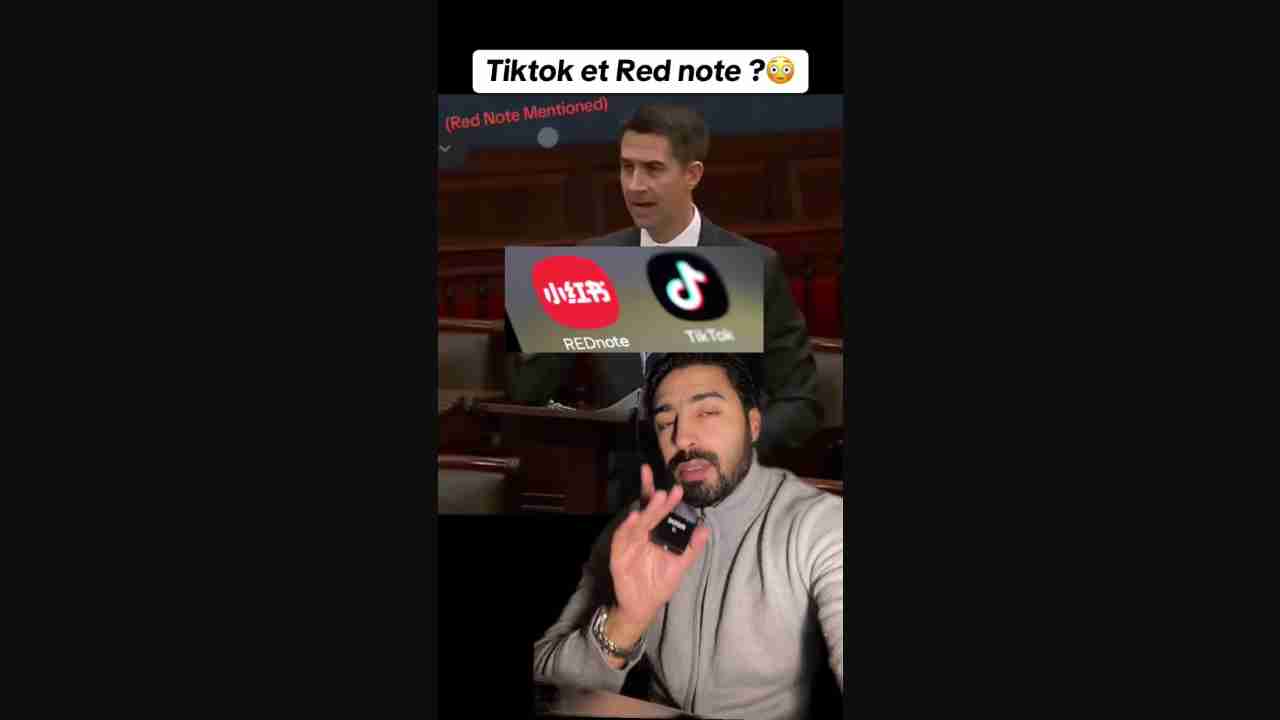 Tiktok et Red note ?😳
(Red Note Mentioned)
小红书
REDnote
TikTok